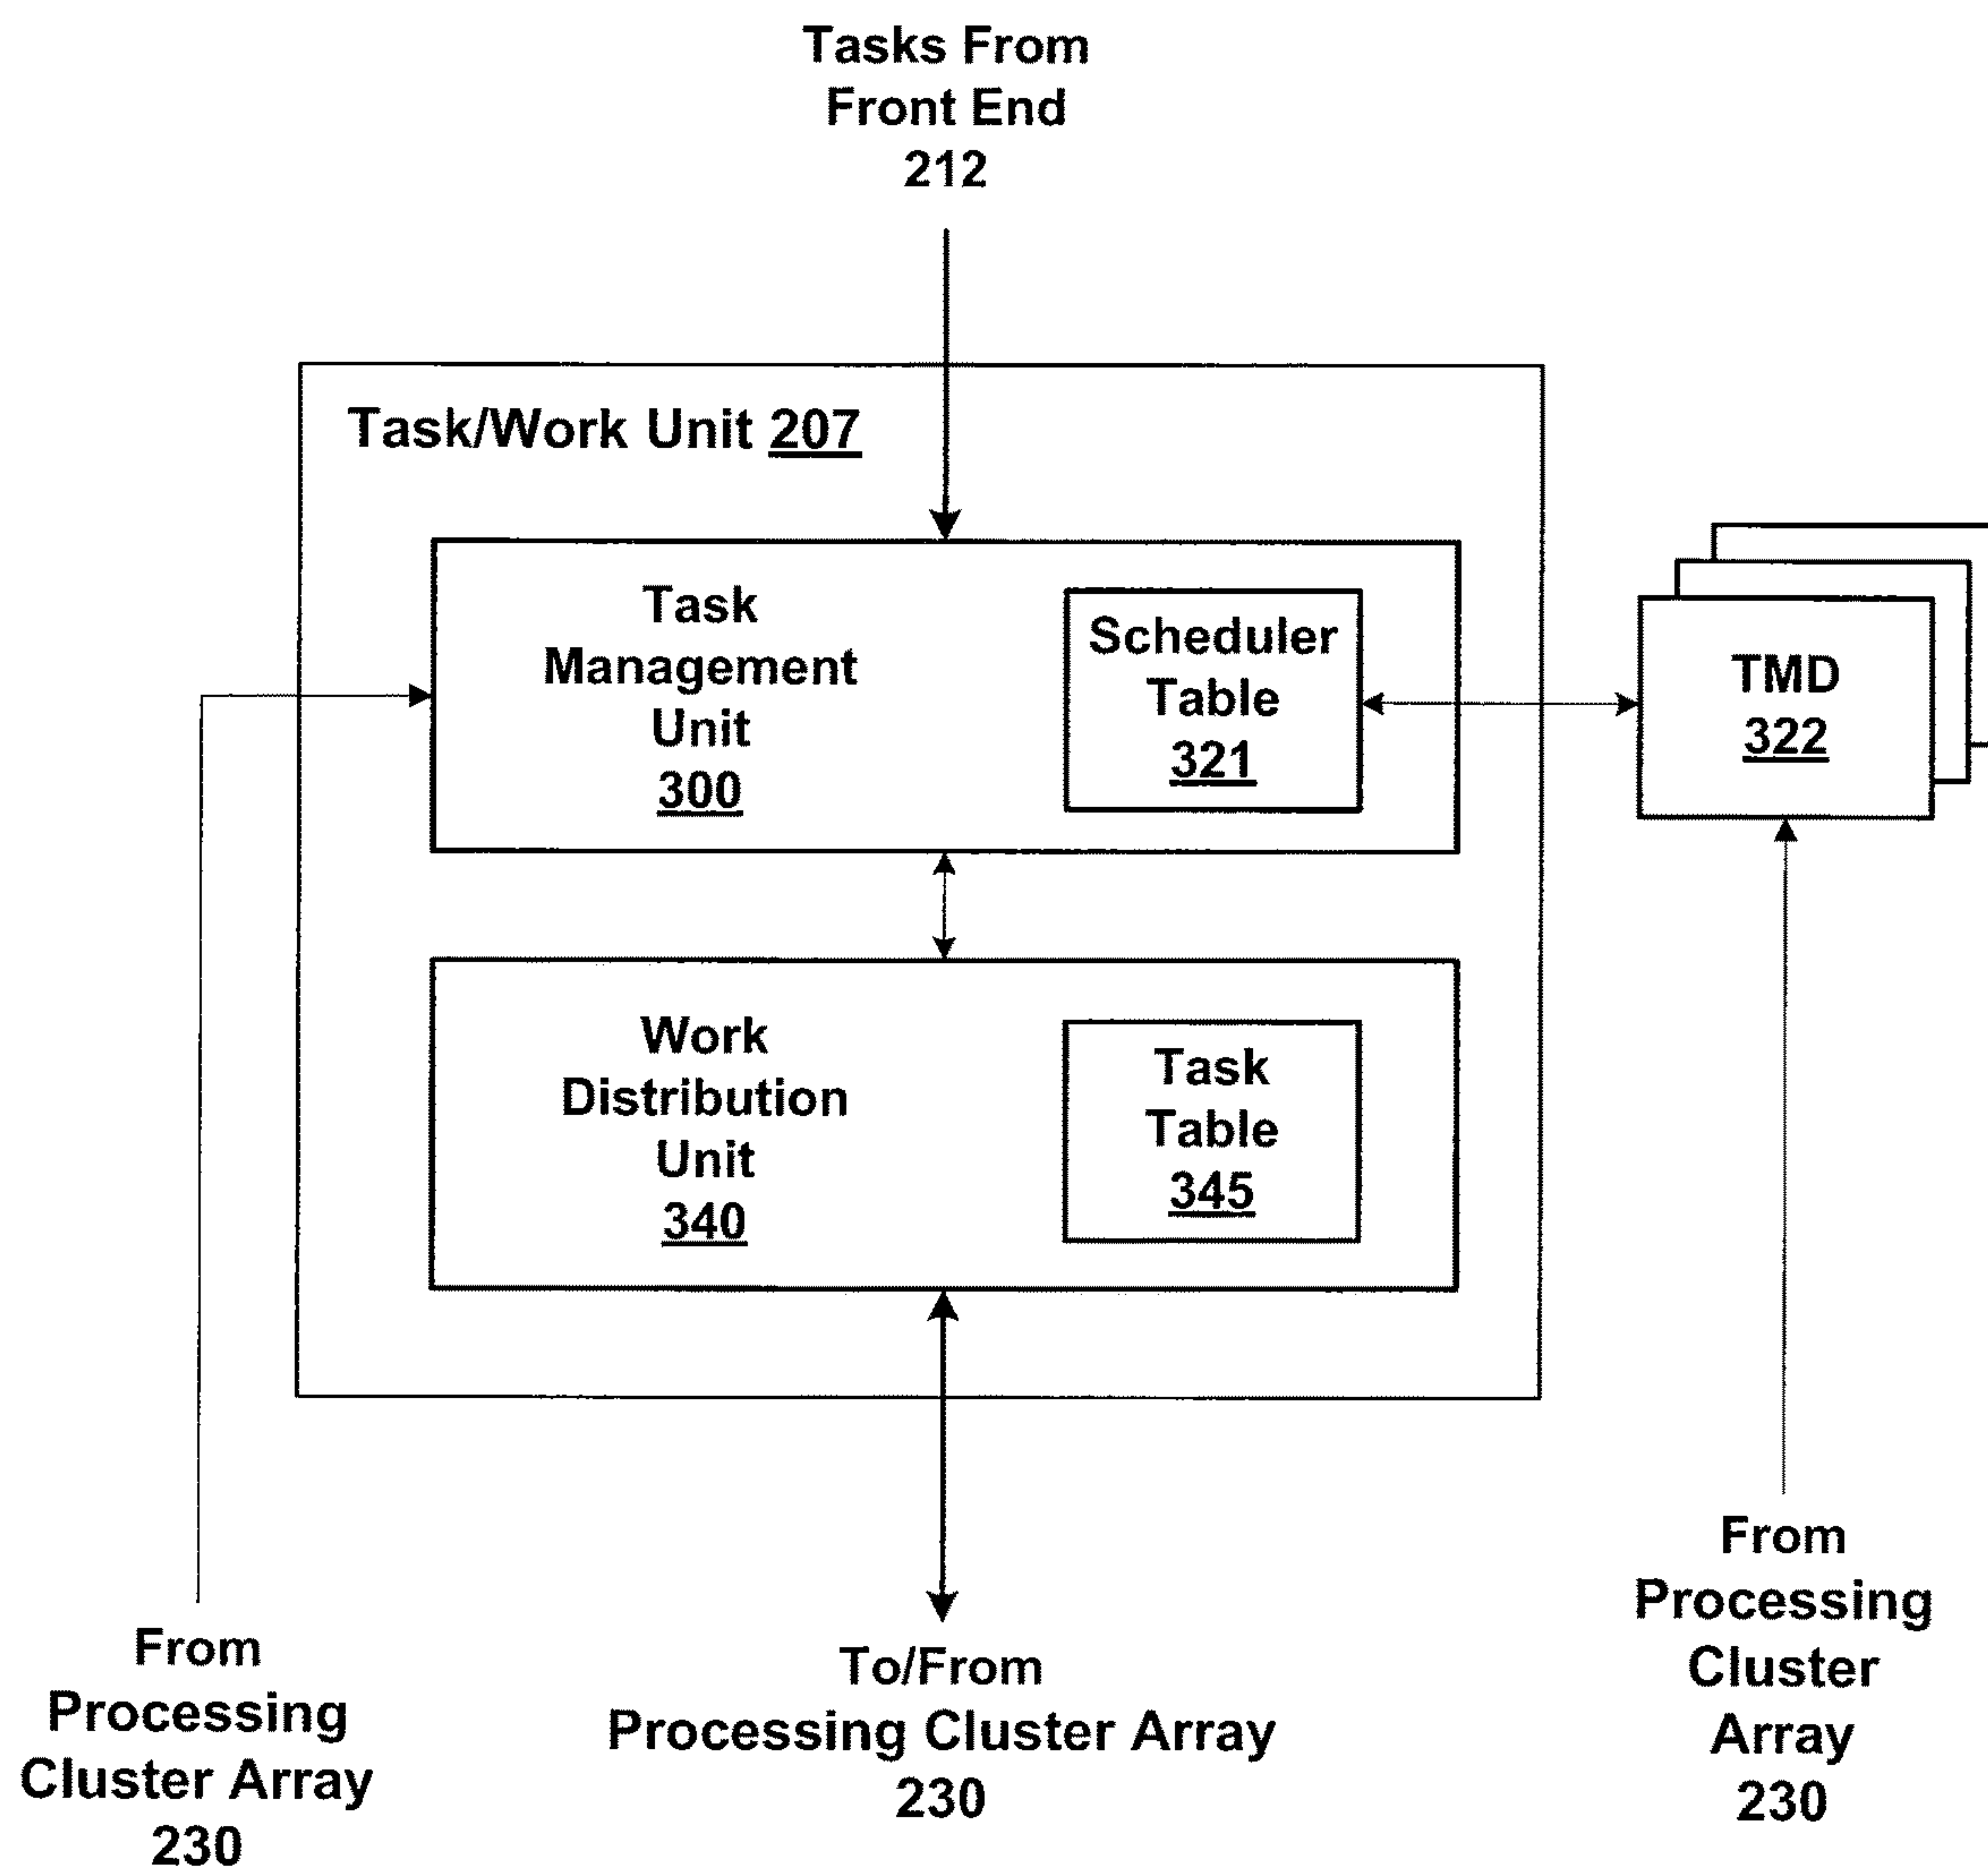 Tasks From
Front End
212
Task/Work Unit 207
Task
Management
Unit
300
Scheduler
Table
321
TMD
322
Work
Distribution
Unit
340
Task
Table
345
From
Processing
Cluster Array
230
To/From
Processing Cluster Array
230
From
Processing
Cluster
Array
230